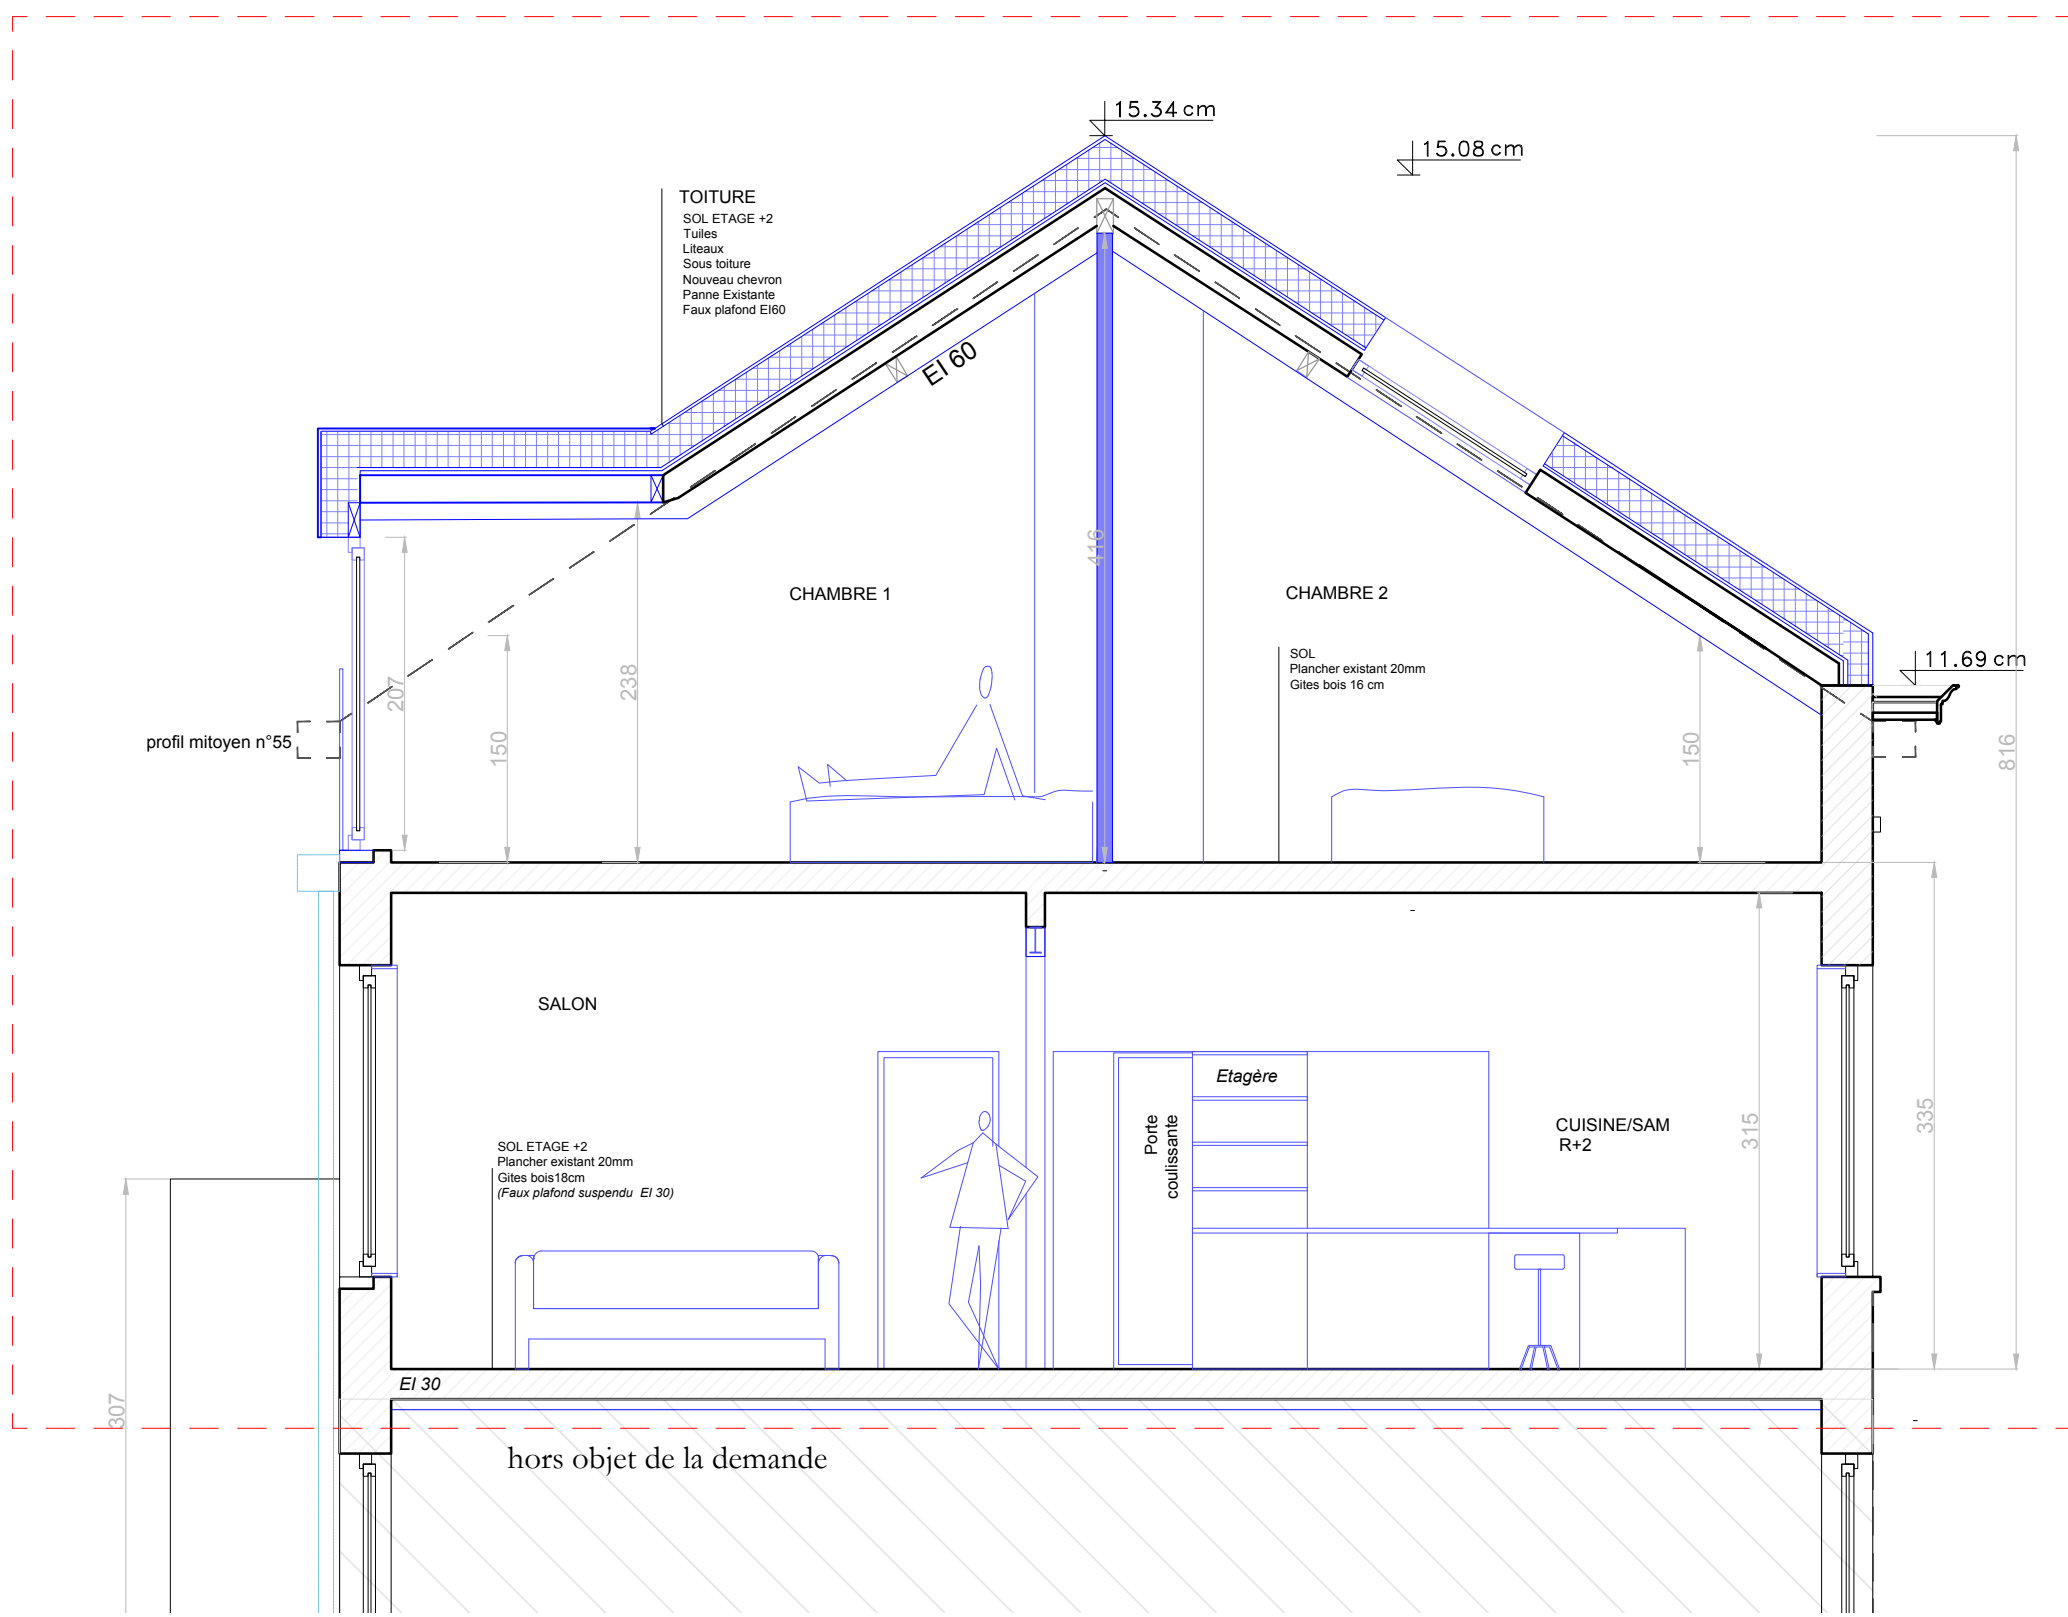 15.34 cm
15.08 cm
TOITURE
SOL ETAGE +2
Tuiles
Liteaux
Sous toiture
Nouveau chevron
Panne Existante
Faux plafond EI60
EI 60
416
CHAMBRE 1
CHAMBRE 2
207
150
238
SOL
Plancher existant 20mm
Gites bois 16 cm
150
11.69 cm
816
profil mitoyen n°55
SALON
Etagère
Porte
coulissante
CUISINE/SAM
R+2
315
335
SOL ETAGE +2
Plancher existant 20mm
Gites bois18cm
(Faux plafond suspendu EI 30)
EI 30
307
hors objet de la demande